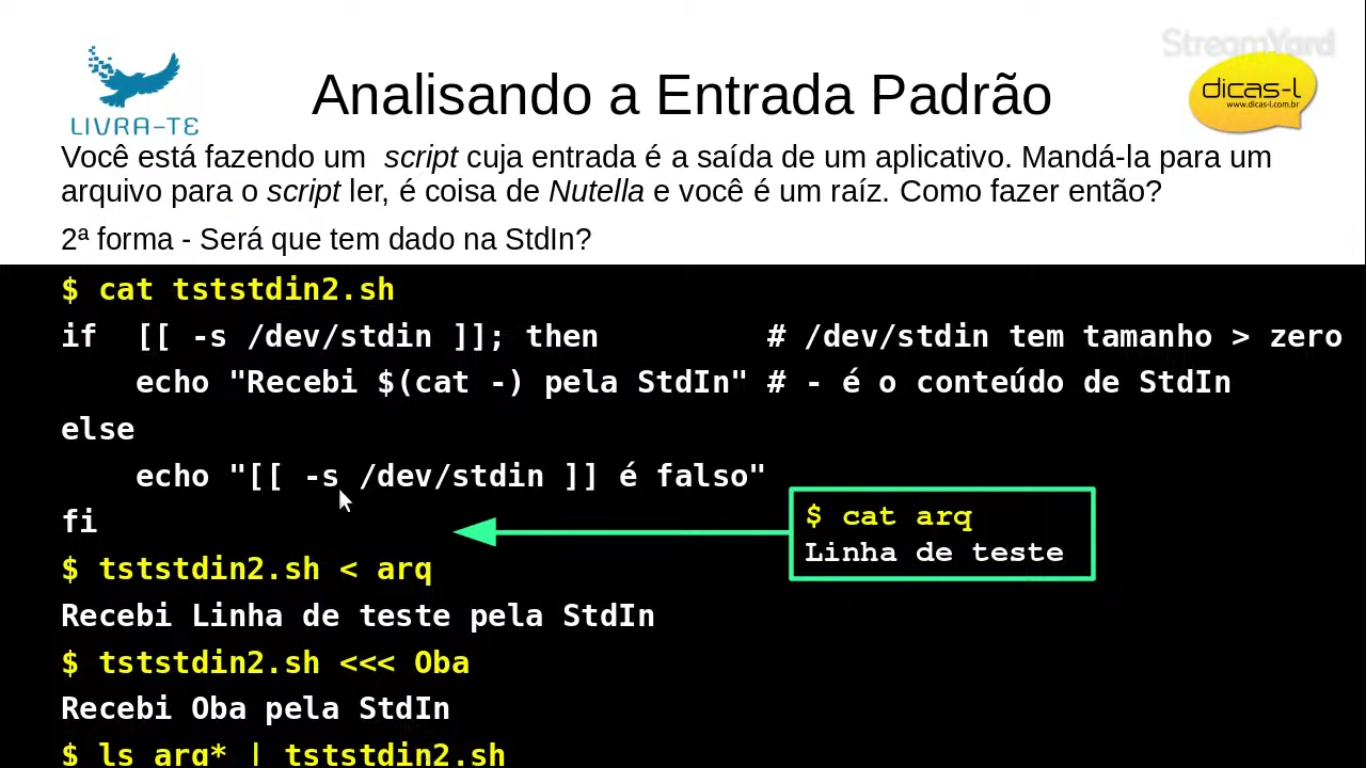 StreamYard
LIVRA-TE
Analisando a Entrada Padrão
dicas-l
www.dicas-l.com.br
Você está fazendo um script cuja entrada é a saída de um aplicativo. Mandá-la para um
arquivo para o script ler, é coisa de Nutella e você é um raíz. Como fazer então?
2ª forma - Será que tem dado na StdIn?
$ cat tststdin2.sh
if [[ -s /dev/stdin ]]; then # /dev/stdin tem tamanho > zero
echo "Recebi $(cat -) pela StdIn" # - é o conteúdo de StdIn
else
echo "[[ -s /dev/stdin ]] é falso"
fi
$ cat arq
Linha de teste
$ tststdin2.sh < arq
Recebi Linha de teste pela StdIn
$ tststdin2.sh <<< Oba
Recebi Oba pela StdIn
$ ls arq* | tststdin2.sh